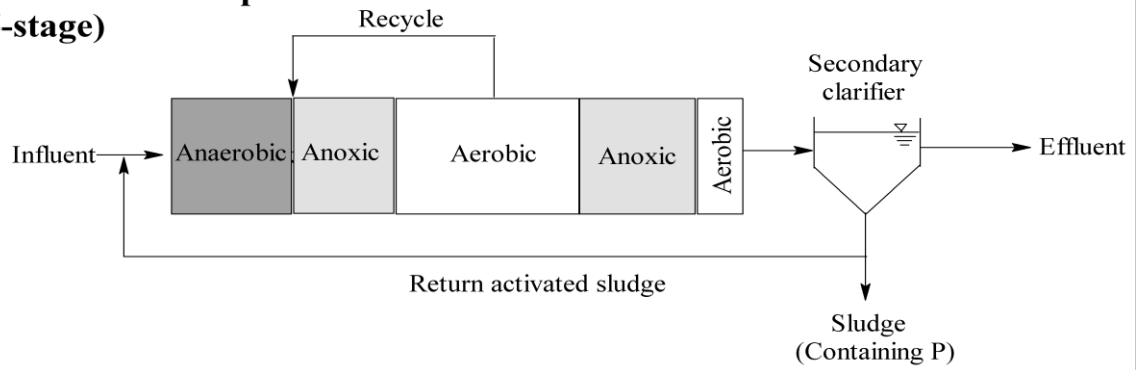 -stage)
Recycle
Secondary
clarifier
Influent
Anaerobic
Anoxic
Aerobic
Anoxic
Aerobic
Effluent
Return activated sludge
Sludge
(Containing P)